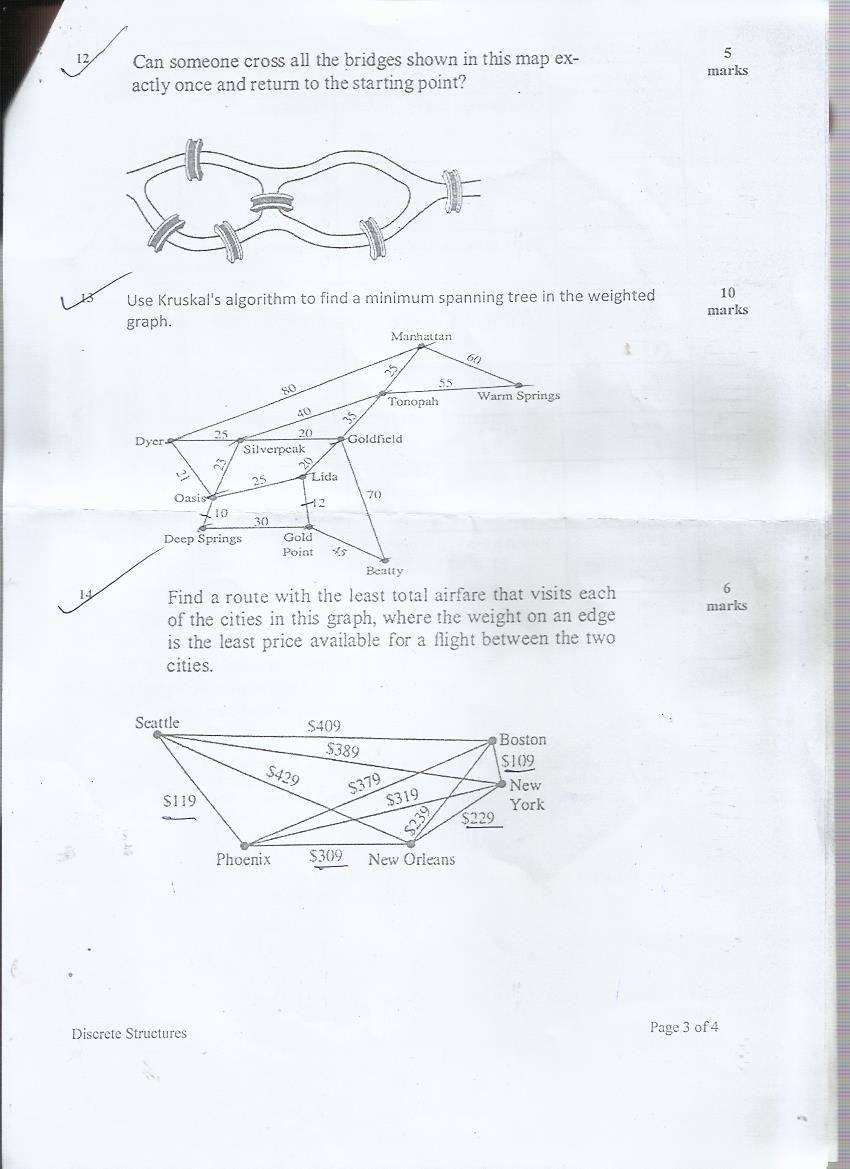 12
Can someone cross all the bridges shown in this map ex-
actly once and return to the starting point?
5
marks
13
Use Kruskal's algorithm to find a minimum spanning tree in the weighted
graph.
10
marks
Manhattan
60
25
80
55
Warm Springs
40
Tonopah
35
Dyer
25
20
Goldfield
Silverpeak
21
23
20
25
Lida
Oasis
70
10
12
30
Deep Springs
Gold
Point
45
Beatty
14
Find a route with the least total airfare that visits each
of the cities in this graph, where the weight on an edge
is the least price available for a flight between the two
cities.
6
marks
Seattle
$409
Boston
$389
$109
$429
$379
New
York
$119
$319
$239
$229
Phoenix
$309
New Orleans
Discrete Structures
Page 3 of 4